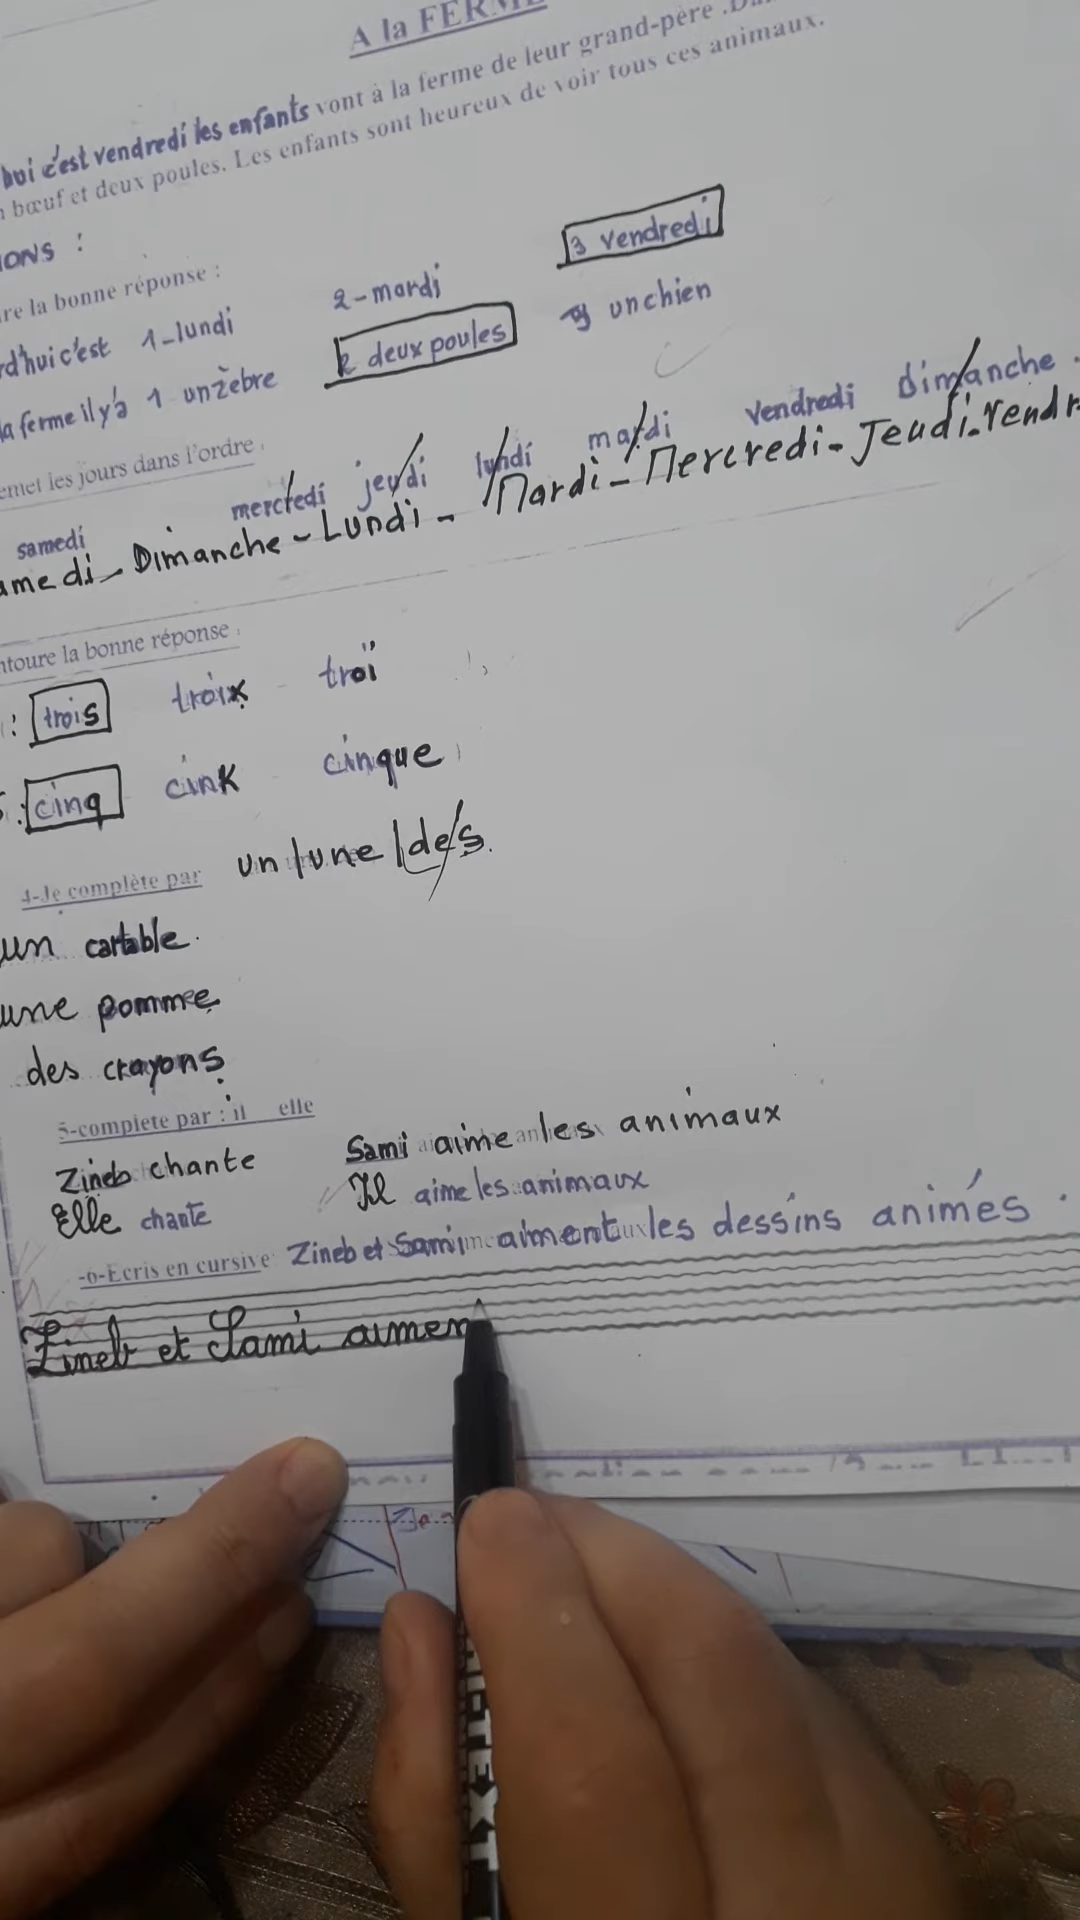 A la FERME
hui c'est vendredi les enfants vont à la ferme de leur grand-père .Da
bœuf et deux poules. Les enfants sont heureux de voir tous ces animaux.
IONS :
re la bonne réponse :
rd'hui c'est 1-lundi 2-mardi 3 vendredi
la ferme il y'a 1 un zèbre 2 deux poules 3 un chien
emet les jours dans l'ordre .
samedi mercredi jeudi lundi mardi vendredi dimanche .
amedi - Dimanche - Lundi - Mardi - Mercredi - Jeudi - Vendr
ntoure la bonne réponse .
: trois troix troï
5 : cinq cink cinque
4-Je complète par un / une / des.
un cartable.
une pomme
des crayons
5-complète par : il elle
Zineb chante Sami aime les animaux
Elle chante Il aime les animaux
-6-Ecris en cursive Zineb et Sami aiment les dessins animés .
Zineb et Sami aimen
TEXT